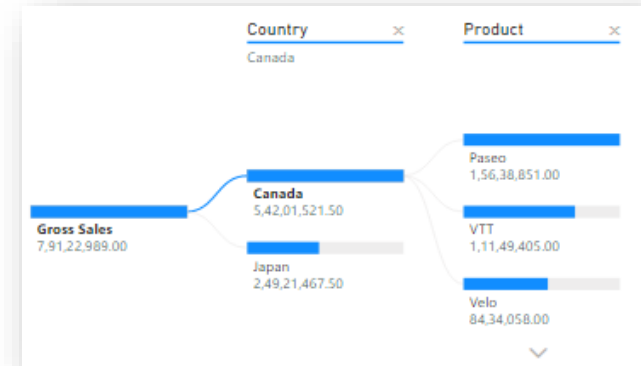 Country ×
Product ×
Canada
Paseo
1,56,38,851.00
Canada
5,42,01,521.50
Gross Sales
7,91,22,989.00
VTT
1,11,49,405.00
Japan
2,49,21,467.50
Velo
84,34,058.00